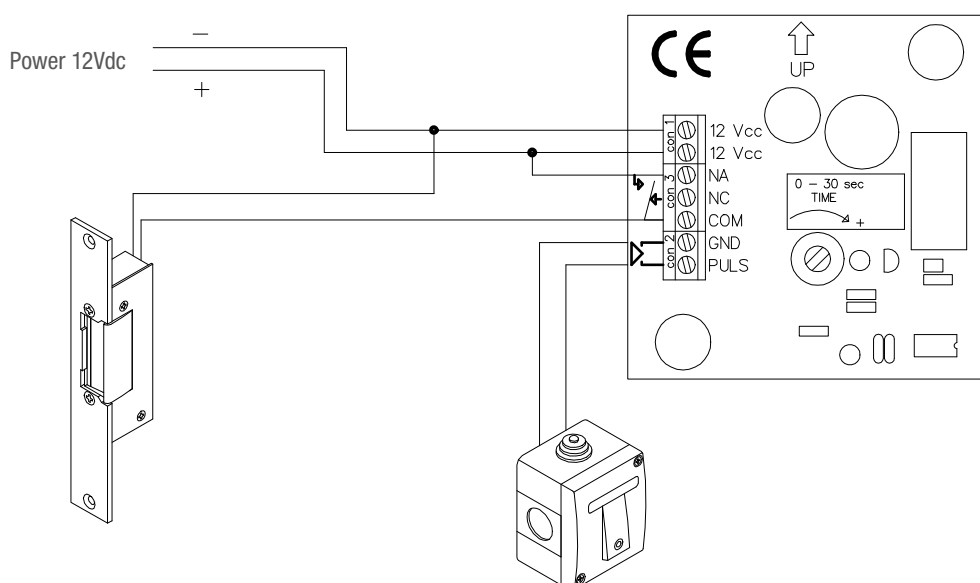 Power 12Vdc
−
+
CE
UP
con 1
12 Vcc
12 Vcc
con 3
NA
NC
COM
con 2
GND
PULS
0 - 30 sec
TIME
+